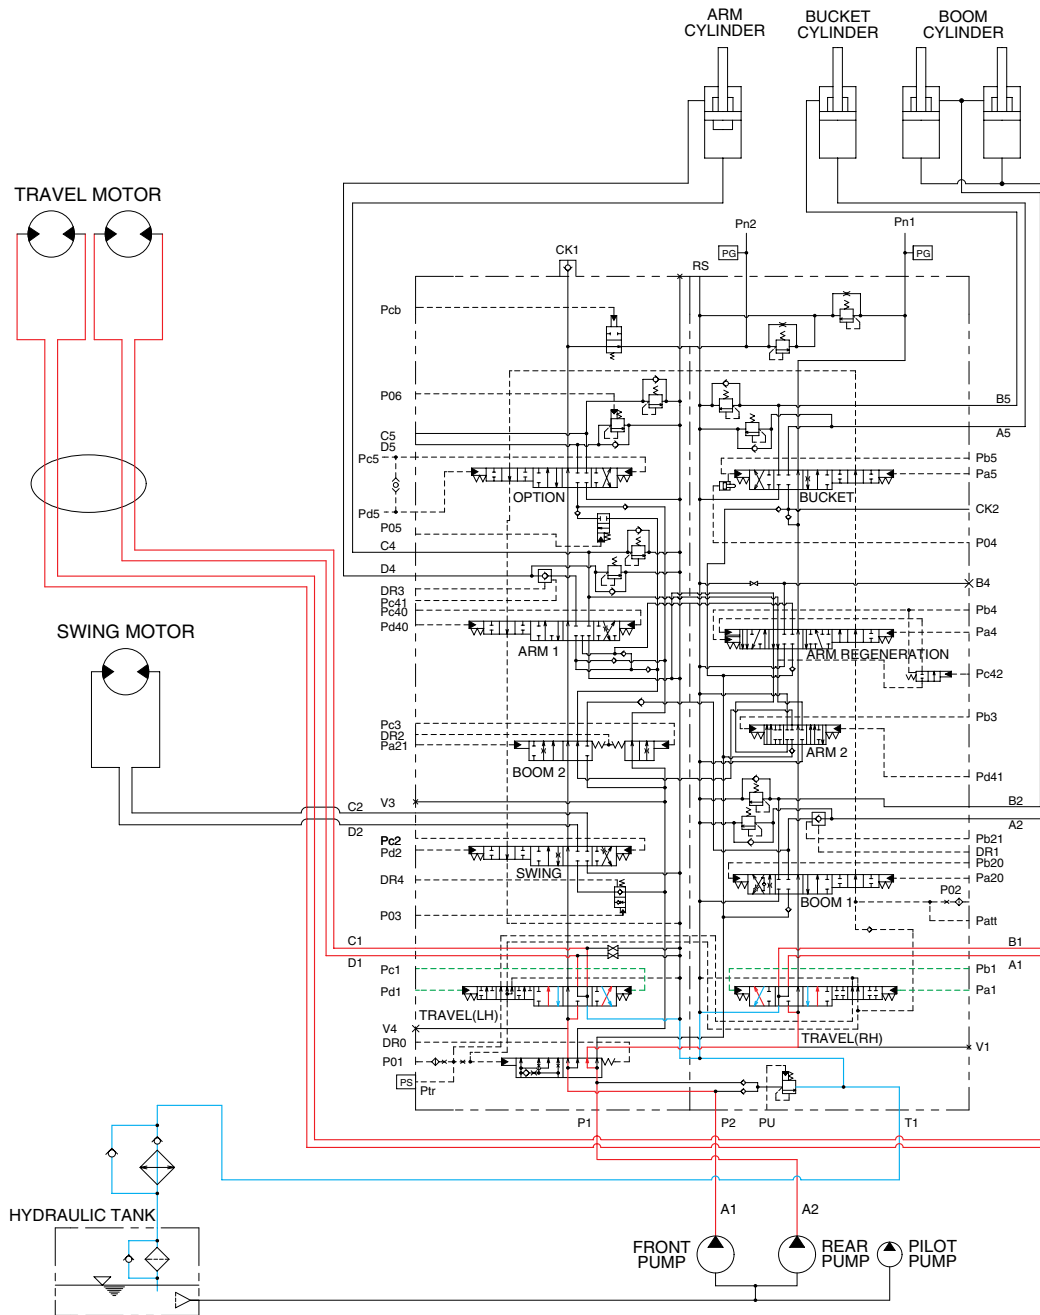 ARM
CYLINDER
BUCKET
CYLINDER
BOOM
CYLINDER
TRAVEL MOTOR
Pn2
Pn1
PG
PG
CK1
RS
Pcb
P06
B5
C5
D5
A5
Pc5
Pb5
Pa5
OPTION
BUCKET
Pd5
CK2
P05
P04
C4
D4
B4
DR3
Pc41
Pc40
Pb4
Pd40
Pa4
SWING MOTOR
ARM 1
ARM REGENERATION
Pc42
Pc3
Pb3
DR2
Pa21
ARM 2
BOOM 2
Pd41
C2
V3
B2
D2
A2
Pc2
Pb21
Pd2
DR1
Pb20
SWING
Pa20
DR4
BOOM 1
P02
P03
Patt
C1
B1
D1
A1
Pc1
Pb1
Pd1
Pa1
TRAVEL(LH)
V4
TRAVEL(RH)
V1
DR0
P01
PS
Ptr
P1
P2
PU
T1
HYDRAULIC TANK
A1
A2
FRONT
PUMP
REAR
PUMP
PILOT
PUMP